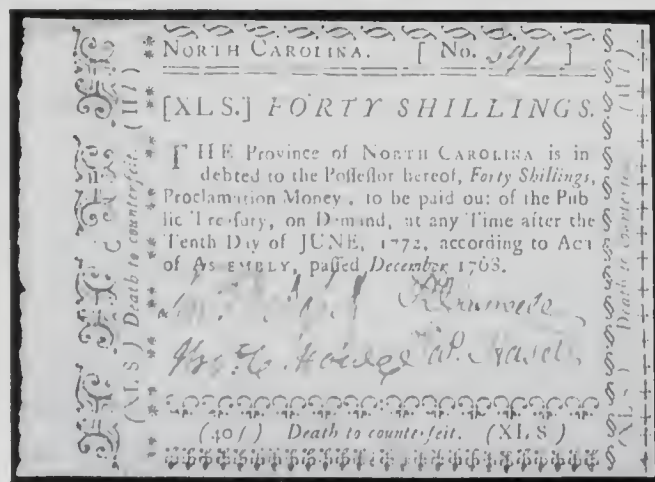 NORTH CAROLINA. [ No. 591 ]
[XL S.] FORTY SHILLINGS.
THE Province of NORTH CAROLINA is in
debted to the Poſſeſſor hereof, Forty Shillings,
Proclamation Money, to be paid out of the Pub
lic Treaſury, on Demand, at any Time after the
Tenth Day of JUNE, 1772, according to Act
of ASSEMBLY, paſſed December, 1768.
(40/) Death to counterfeit. (XL S)
(XL S) Death to counterfeit.
(XL S) Death to counterfeit.